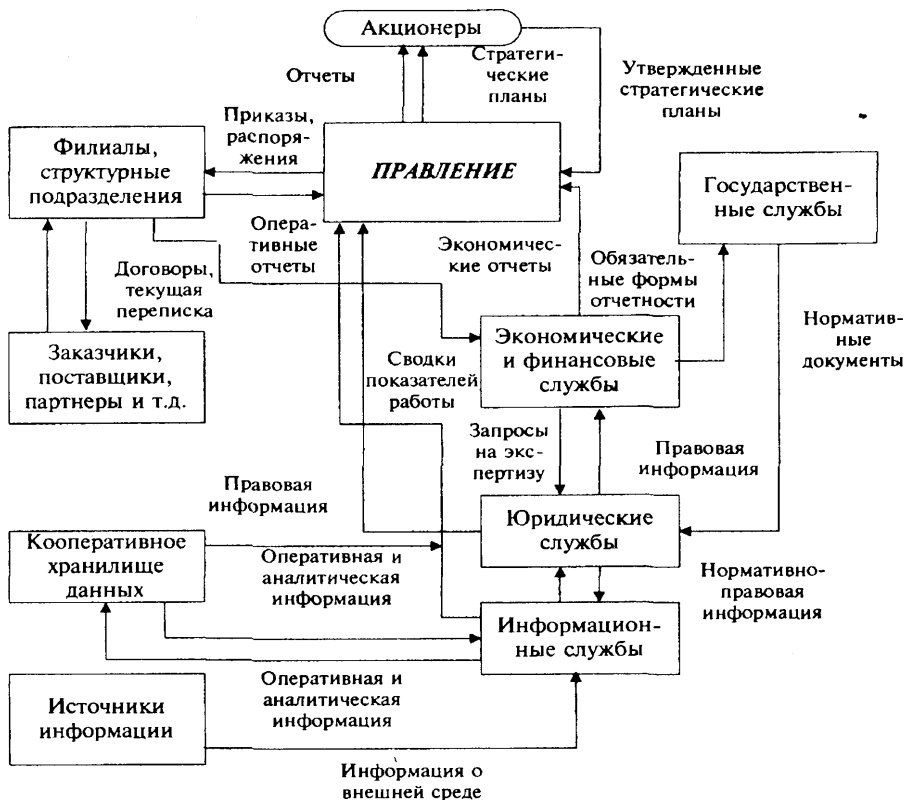 Акционеры
Отчеты
Стратеги-
ческие
планы
Утвержденные
стратегические
планы
Приказы,
распоря-
жения
Филиалы,
структурные
подразделения
ПРАВЛЕНИЕ
Государствен-
ные службы
Опера-
тивные
отчеты
Экономичес-
кие отчеты
Обязатель-
ные формы
отчетности
Договоры,
текущая
переписка
Норматив-
ные
документы
Заказчики,
поставщики,
партнеры и т.д.
Экономические
и финансовые
службы
Сводки
показателей
работы
Запросы
на экс-
пертизу
Правовая
информация
Правовая
информация
Юридические
службы
Кооперативное
хранилище
данных
Оперативная и
аналитическая
информация
Нормативно-
правовая
информация
Информацион-
ные службы
Оперативная и
аналитическая
информация
Источники
информации
Информация о
внешней среде